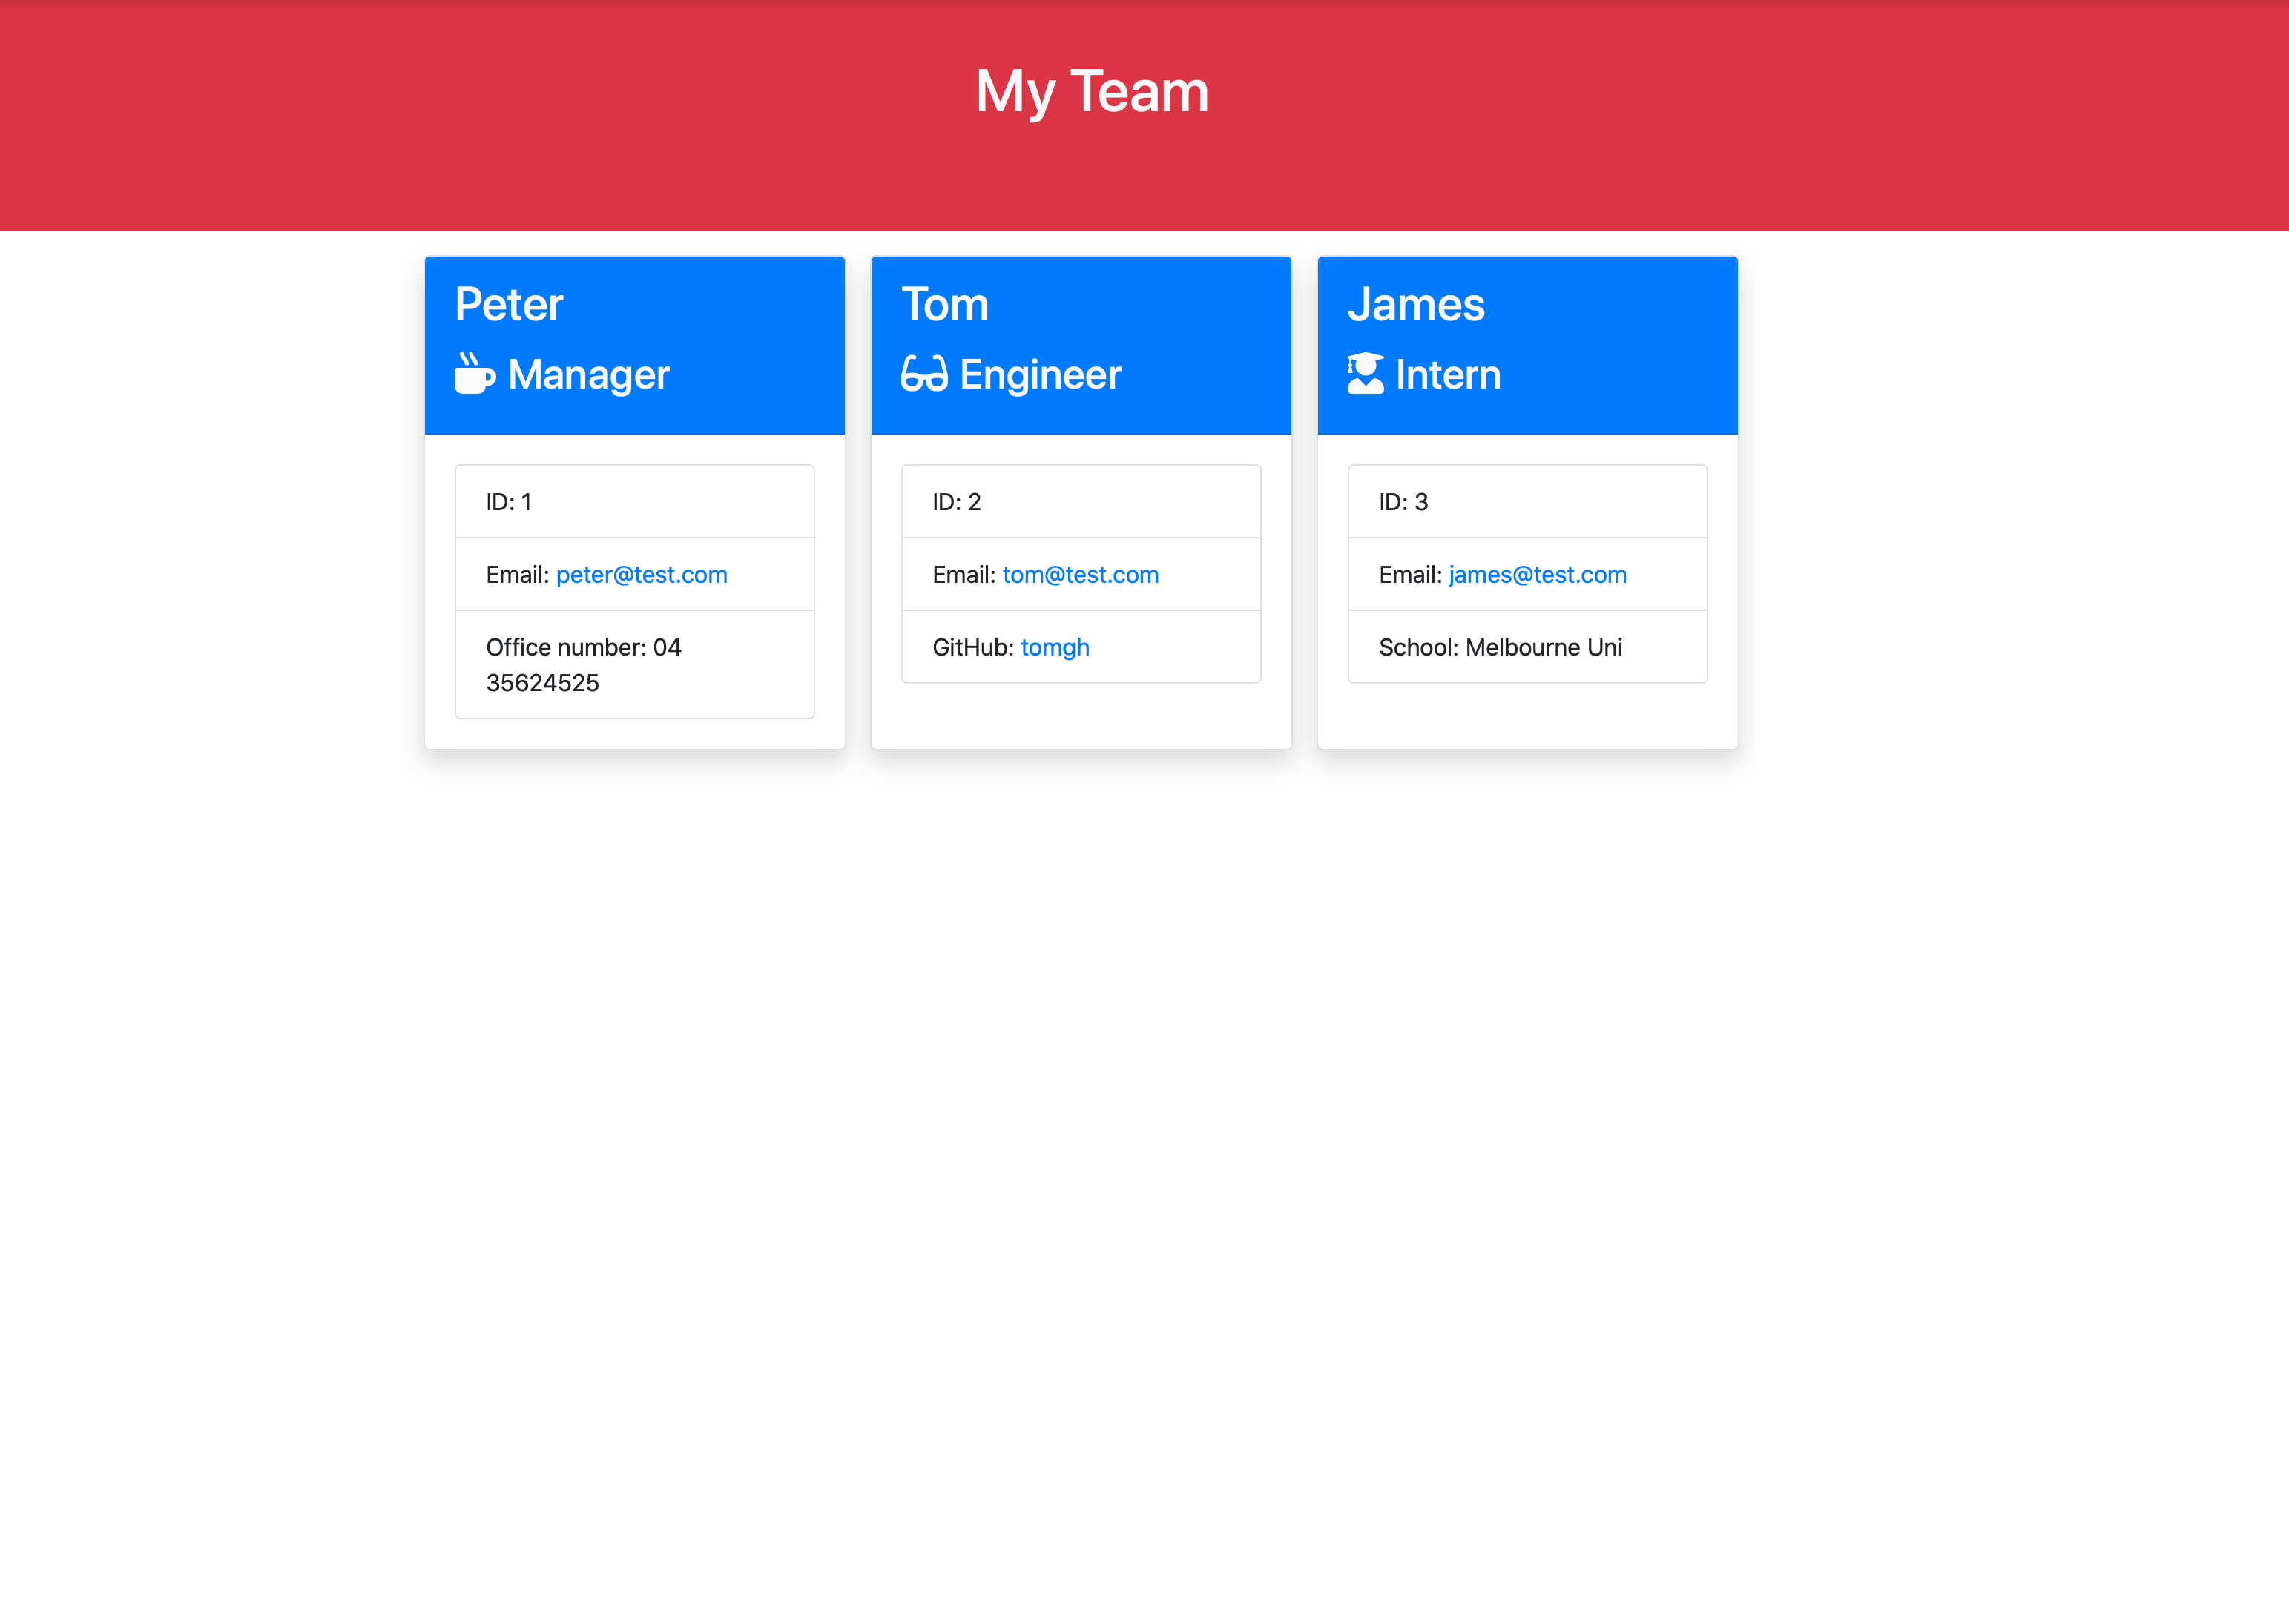 My Team
Peter
Manager
ID: 1
Email: peter@test.com
Office number: 04
35624525
Tom
Engineer
ID: 2
Email: tom@test.com
GitHub: tomgh
James
Intern
ID: 3
Email: james@test.com
School: Melbourne Uni